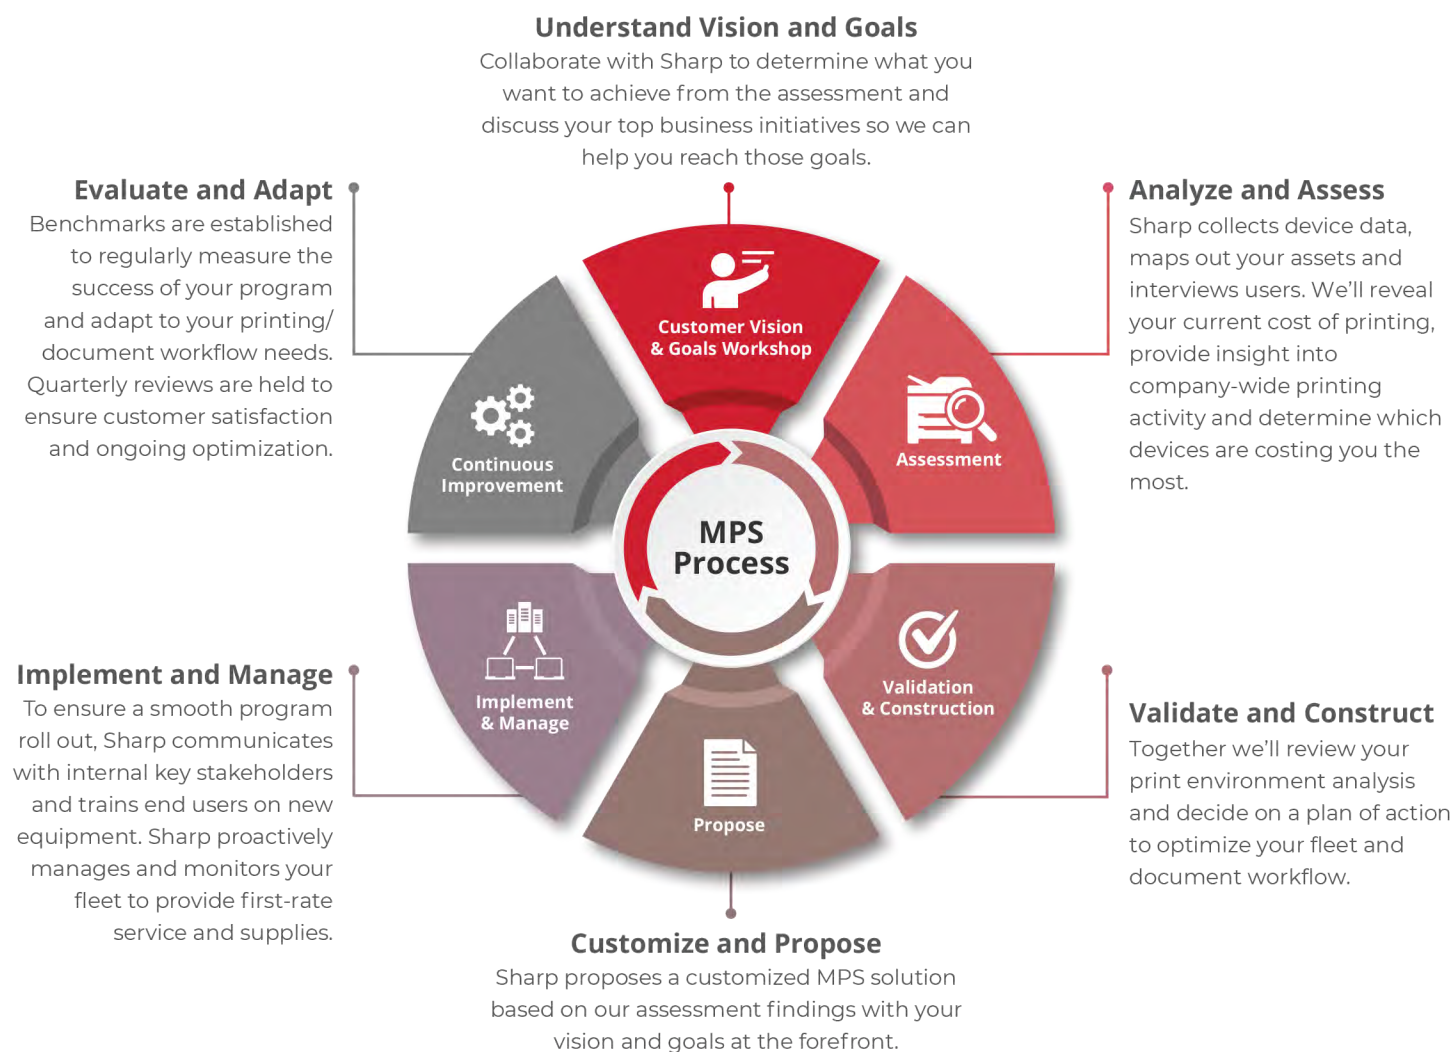 Understand Vision and Goals
Collaborate with Sharp to determine what you
want to achieve from the assessment and
discuss your top business initiatives so we can
help you reach those goals.
Analyze and Assess
Sharp collects device data,
maps out your assets and
interviews users. We’ll reveal
your current cost of printing,
provide insight into
company-wide printing
activity and determine which
devices are costing you the
most.
Validate and Construct
Together we’ll review your
print environment analysis
and decide on a plan of action
to optimize your fleet and
document workflow.
Customize and Propose
Sharp proposes a customized MPS solution
based on our assessment findings with your
vision and goals at the forefront.
Implement and Manage
To ensure a smooth program
roll out, Sharp communicates
with internal key stakeholders
and trains end users on new
equipment. Sharp proactively
manages and monitors your
fleet to provide first-rate
service and supplies.
Evaluate and Adapt
Benchmarks are established
to regularly measure the
success of your program
and adapt to your printing/
document workflow needs.
Quarterly reviews are held to
ensure customer satisfaction
and ongoing optimization.
Customer Vision
& Goals Workshop
Assessment
Validation
& Construction
Propose
Implement
& Manage
Continuous
Improvement
MPS
Process